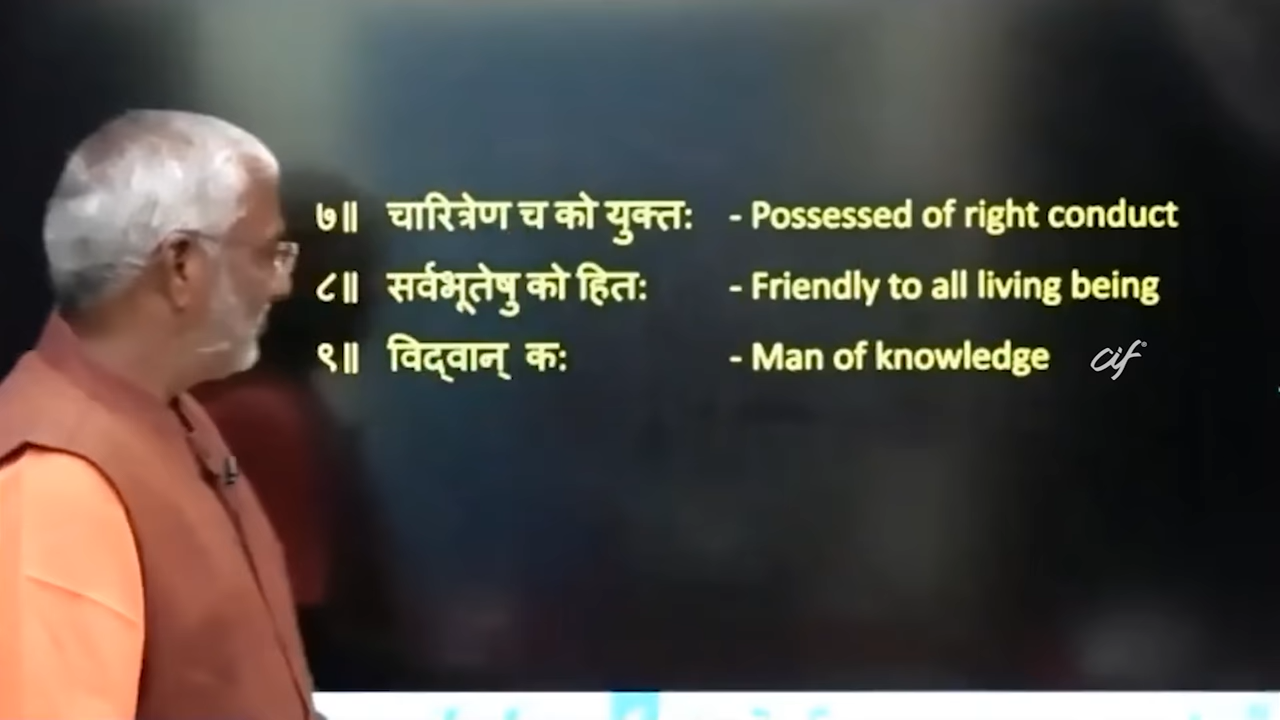 ७॥ चारित्रेण च को युक्तः - Possessed of right conduct
८॥ सर्वभूतेषु को हितः - Friendly to all living being
९॥ विद्‌वान् कः - Man of knowledge cif